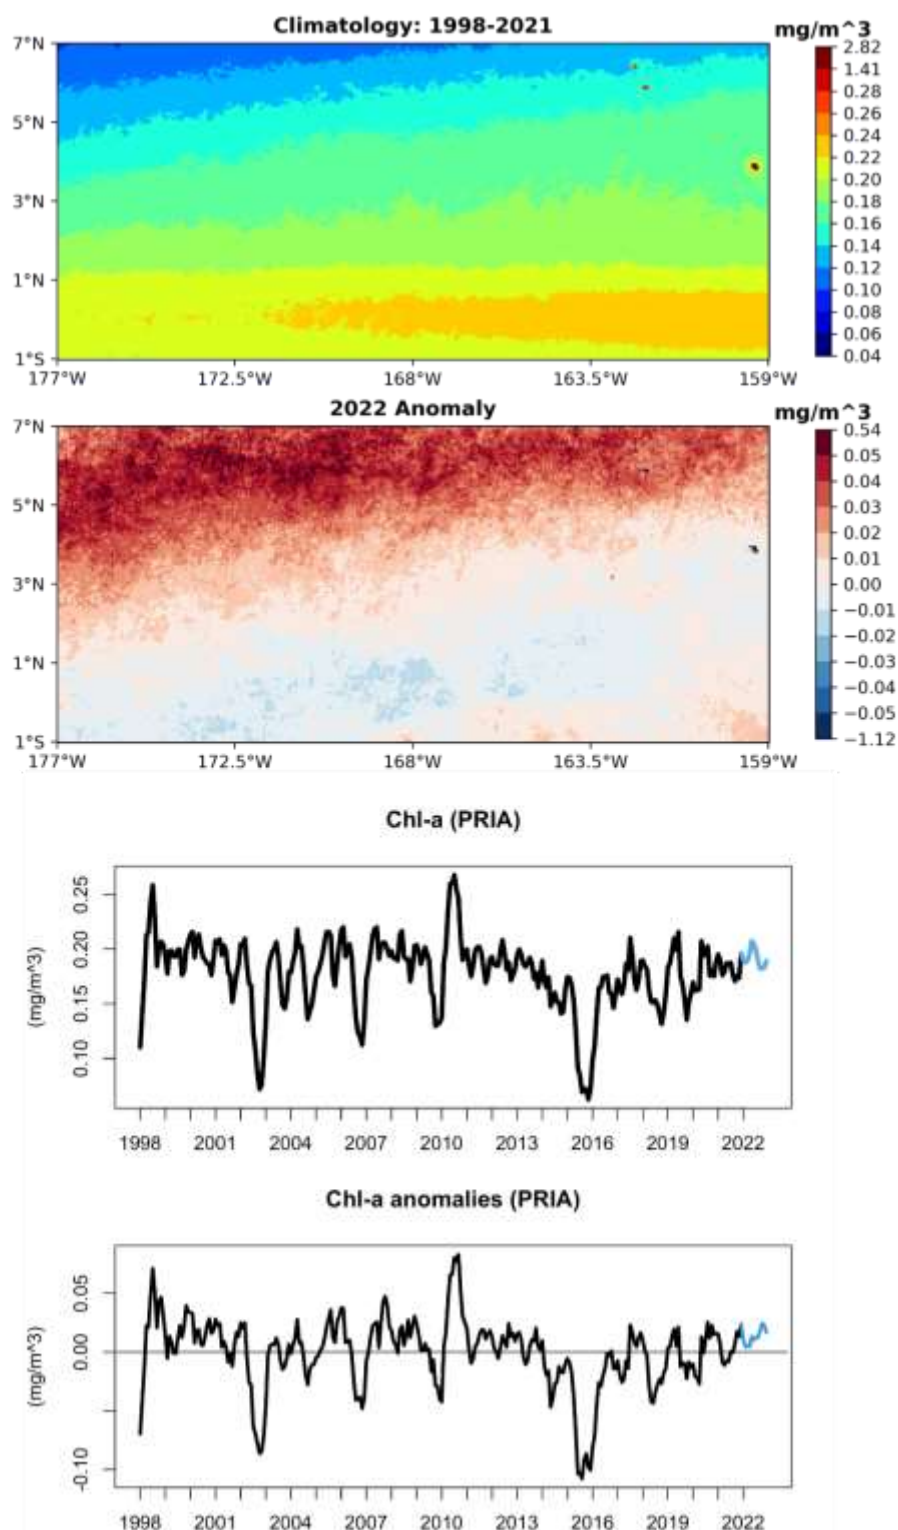 Climatology: 1998-2021
mg/m^3
7°N
5°N
3°N
1°N
1°S
177°W 172.5°W 168°W 163.5°W 159°W
2.82
1.41
0.28
0.26
0.24
0.22
0.20
0.18
0.16
0.14
0.12
0.10
0.08
0.06
0.04
2022 Anomaly
mg/m^3
7°N
5°N
3°N
1°N
1°S
177°W 172.5°W 168°W 163.5°W 159°W
0.54
0.05
0.04
0.03
0.02
0.01
0.00
−0.01
−0.02
−0.03
−0.04
−0.05
−1.12
Chl-a (PRIA)
(mg/m^3)
0.25
0.20
0.15
0.10
1998 2001 2004 2007 2010 2013 2016 2019 2022
Chl-a anomalies (PRIA)
(mg/m^3)
0.05
0.00
-0.10
1998 2001 2004 2007 2010 2013 2016 2019 2022